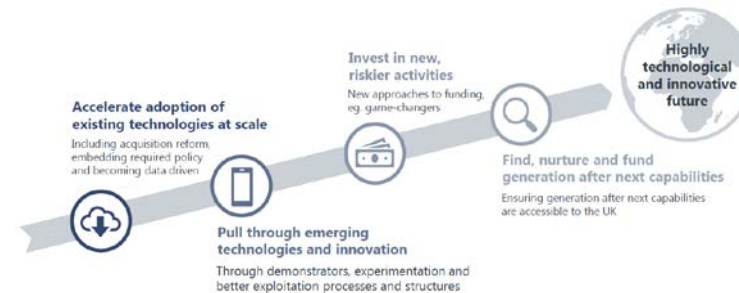 Accelerate adoption of
existing technologies at scale
Including acquisition reform,
embedding required policy
and becoming data driven
Pull through emerging
technologies and innovation
Through demonstrators, experimentation and
better exploitation processes and structures
Invest in new,
riskier activities
New approaches to funding,
eg. game-changers
Find, nurture and fund
generation after next capabilities
Ensuring generation after next capabilities
are accessible to the UK
Highly
technological
and innovative
future